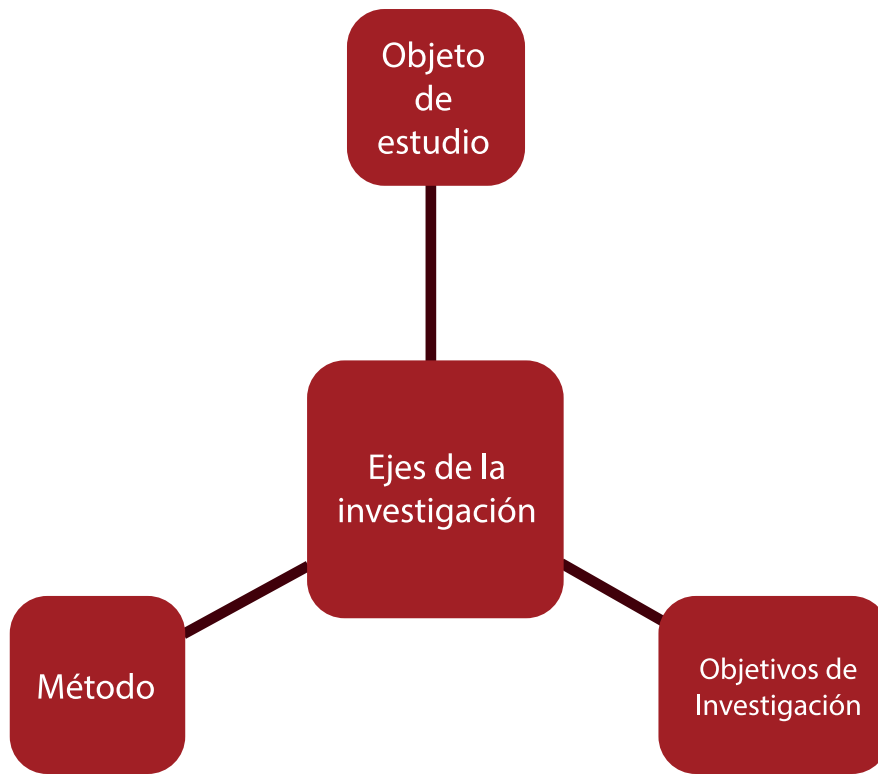 Objeto
de
estudio
Ejes de la
investigación
Método
Objetivos de
Investigación